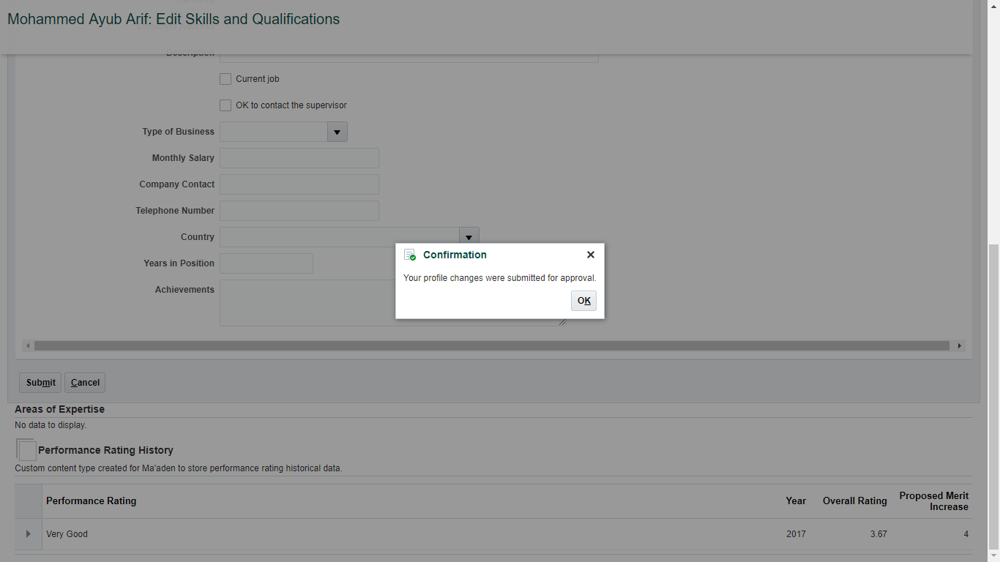 Mohammed Ayub Arif: Edit Skills and Qualifications
Description
Current job
OK to contact the supervisor
Type of Business
Monthly Salary
Company Contact
Telephone Number
Country
Years in Position
Achievements
Confirmation
Your profile changes were submitted for approval.
OK
Submit Cancel
Areas of Expertise
No data to display.
Performance Rating History
Custom content type created for Ma'aden to store performance rating historical data.
Performance Rating Year Overall Rating Proposed Merit Increase
Very Good 2017 3.67 4